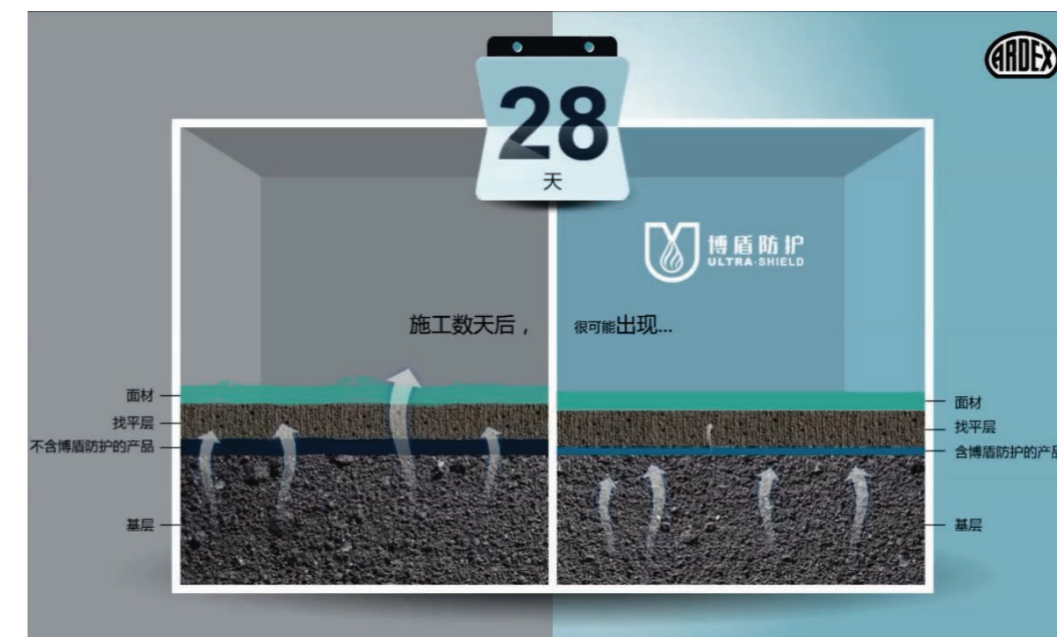 ARDEX
28
天
博盾防护
ULTRA-SHIELD
施工数天后，
很可能出现...
面材
找平层
不含博盾防护的产品
基层
面材
找平层
含博盾防护的产品
基层